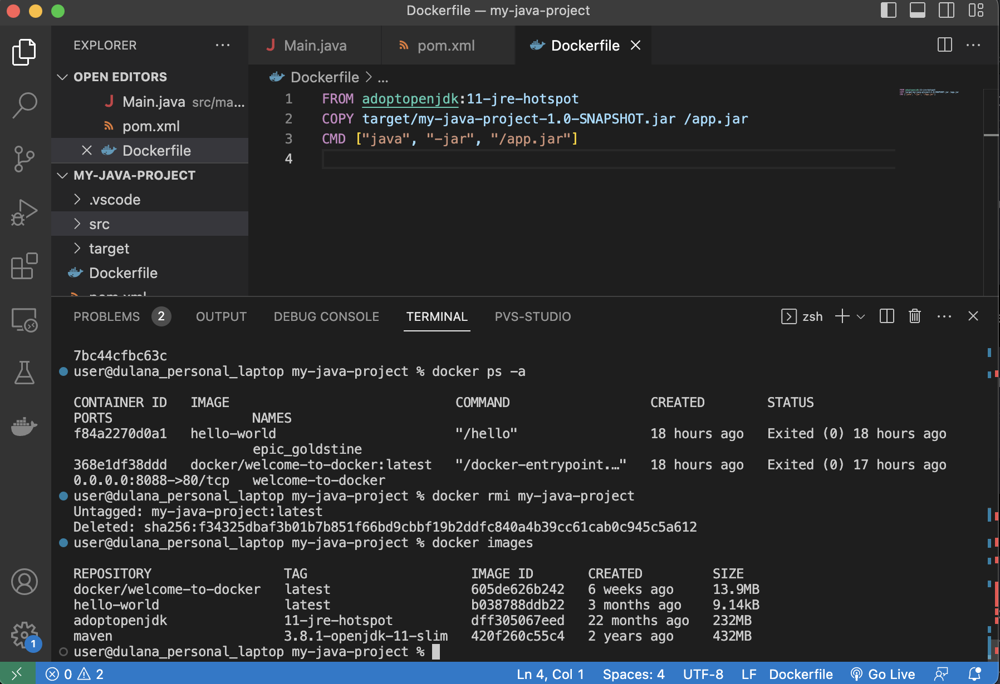 Dockerfile — my-java-project
EXPLORER
Main.java
pom.xml
Dockerfile
OPEN EDITORS
Main.java src/ma...
pom.xml
Dockerfile
MY-JAVA-PROJECT
.vscode
src
target
Dockerfile
pom.xml
Dockerfile > ...
1 FROM adoptopenjdk:11-jre-hotspot
2 COPY target/my-java-project-1.0-SNAPSHOT.jar /app.jar
3 CMD ["java", "-jar", "/app.jar"]
4
PROBLEMS 2 OUTPUT DEBUG CONSOLE TERMINAL PVS-STUDIO
zsh
7bc44cfbc63c
user@dulana_personal_laptop my-java-project % docker ps -a
CONTAINER ID IMAGE COMMAND CREATED STATUS
PORTS NAMES
f84a2270d0a1 hello-world "/hello" 18 hours ago Exited (0) 18 hours ago
epic_goldstine
368e1df38ddd docker/welcome-to-docker:latest "/docker-entrypoint.…" 18 hours ago Exited (0) 17 hours ago
0.0.0.0:8088->80/tcp welcome-to-docker
user@dulana_personal_laptop my-java-project % docker rmi my-java-project
Untagged: my-java-project:latest
Deleted: sha256:f34325dbaf3b01b7b851f66bd9cbbf19b2ddfc840a4b39cc61cab0c945c5a612
user@dulana_personal_laptop my-java-project % docker images
REPOSITORY TAG IMAGE ID CREATED SIZE
docker/welcome-to-docker latest 605de626b242 6 weeks ago 13.9MB
hello-world latest b038788ddb22 3 months ago 9.14kB
adoptopenjdk 11-jre-hotspot dff305067eed 22 months ago 232MB
maven 3.8.1-openjdk-11-slim 420f260c55c4 2 years ago 432MB
user@dulana_personal_laptop my-java-project %
1
0 2 Ln 4, Col 1 Spaces: 4 UTF-8 LF Dockerfile Go Live